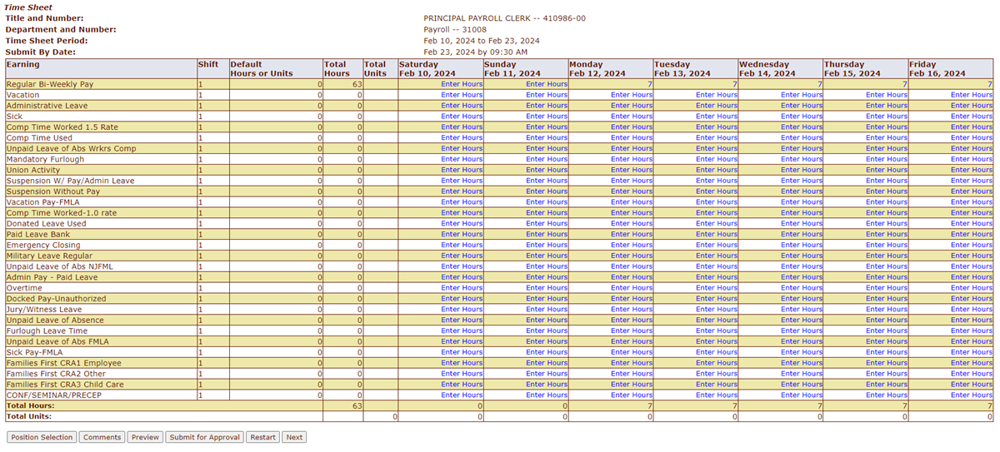 Time Sheet
Title and Number: PRINCIPAL PAYROLL CLERK -- 410986-00
Department and Number: Payroll -- 31008
Time Sheet Period: Feb 10, 2024 to Feb 23, 2024
Submit By Date: Feb 23, 2024 by 09:30 AM
Earning Shift Default Total Total Saturday Sunday Monday Tuesday Wednesday Thursday Friday
Hours or Units Hours Units Feb 10, 2024 Feb 11, 2024 Feb 12, 2024 Feb 13, 2024 Feb 14, 2024 Feb 15, 2024 Feb 16, 2024
Regular Bi-Weekly Pay 1 0 63 Enter Hours Enter Hours 7 7 7 7 7
Vacation 1 0 0 Enter Hours Enter Hours Enter Hours Enter Hours Enter Hours Enter Hours Enter Hours
Administrative Leave 1 0 0 Enter Hours Enter Hours Enter Hours Enter Hours Enter Hours Enter Hours Enter Hours
Sick 1 0 0 Enter Hours Enter Hours Enter Hours Enter Hours Enter Hours Enter Hours Enter Hours
Comp Time Worked 1.5 Rate 1 0 0 Enter Hours Enter Hours Enter Hours Enter Hours Enter Hours Enter Hours Enter Hours
Comp Time Used 1 0 0 Enter Hours Enter Hours Enter Hours Enter Hours Enter Hours Enter Hours Enter Hours
Unpaid Leave of Abs Wrkrs Comp 1 0 0 Enter Hours Enter Hours Enter Hours Enter Hours Enter Hours Enter Hours Enter Hours
Mandatory Furlough 1 0 0 Enter Hours Enter Hours Enter Hours Enter Hours Enter Hours Enter Hours Enter Hours
Union Activity 1 0 0 Enter Hours Enter Hours Enter Hours Enter Hours Enter Hours Enter Hours Enter Hours
Suspension W/ Pay/Admin Leave 1 0 0 Enter Hours Enter Hours Enter Hours Enter Hours Enter Hours Enter Hours Enter Hours
Suspension Without Pay 1 0 0 Enter Hours Enter Hours Enter Hours Enter Hours Enter Hours Enter Hours Enter Hours
Vacation Pay-FMLA 1 0 0 Enter Hours Enter Hours Enter Hours Enter Hours Enter Hours Enter Hours Enter Hours
Comp Time Worked-1.0 rate 1 0 0 Enter Hours Enter Hours Enter Hours Enter Hours Enter Hours Enter Hours Enter Hours
Donated Leave Used 1 0 0 Enter Hours Enter Hours Enter Hours Enter Hours Enter Hours Enter Hours Enter Hours
Paid Leave Bank 1 0 0 Enter Hours Enter Hours Enter Hours Enter Hours Enter Hours Enter Hours Enter Hours
Emergency Closing 1 0 0 Enter Hours Enter Hours Enter Hours Enter Hours Enter Hours Enter Hours Enter Hours
Military Leave Regular 1 0 0 Enter Hours Enter Hours Enter Hours Enter Hours Enter Hours Enter Hours Enter Hours
Unpaid Leave of Abs NJFML 1 0 0 Enter Hours Enter Hours Enter Hours Enter Hours Enter Hours Enter Hours Enter Hours
Admin Pay - Paid Leave 1 0 0 Enter Hours Enter Hours Enter Hours Enter Hours Enter Hours Enter Hours Enter Hours
Overtime 1 0 0 Enter Hours Enter Hours Enter Hours Enter Hours Enter Hours Enter Hours Enter Hours
Docked Pay-Unauthorized 1 0 0 Enter Hours Enter Hours Enter Hours Enter Hours Enter Hours Enter Hours Enter Hours
Jury/Witness Leave 1 0 0 Enter Hours Enter Hours Enter Hours Enter Hours Enter Hours Enter Hours Enter Hours
Unpaid Leave of Absence 1 0 0 Enter Hours Enter Hours Enter Hours Enter Hours Enter Hours Enter Hours Enter Hours
Furlough Leave Time 1 0 0 Enter Hours Enter Hours Enter Hours Enter Hours Enter Hours Enter Hours Enter Hours
Unpaid Leave of Abs FMLA 1 0 0 Enter Hours Enter Hours Enter Hours Enter Hours Enter Hours Enter Hours Enter Hours
Sick Pay-FMLA 1 0 0 Enter Hours Enter Hours Enter Hours Enter Hours Enter Hours Enter Hours Enter Hours
Families First CRA1 Employee 1 0 0 Enter Hours Enter Hours Enter Hours Enter Hours Enter Hours Enter Hours Enter Hours
Families First CRA2 Other 1 0 0 Enter Hours Enter Hours Enter Hours Enter Hours Enter Hours Enter Hours Enter Hours
Families First CRA3 Child Care 1 0 0 Enter Hours Enter Hours Enter Hours Enter Hours Enter Hours Enter Hours Enter Hours
CONF/SEMINAR/PRECEP 1 0 0 Enter Hours Enter Hours Enter Hours Enter Hours Enter Hours Enter Hours Enter Hours
Total Hours: 63 0 0 7 7 7 7 7
Total Units: 0 0 0 0 0 0 0 0
Position Selection Comments Preview Submit for Approval Restart Next